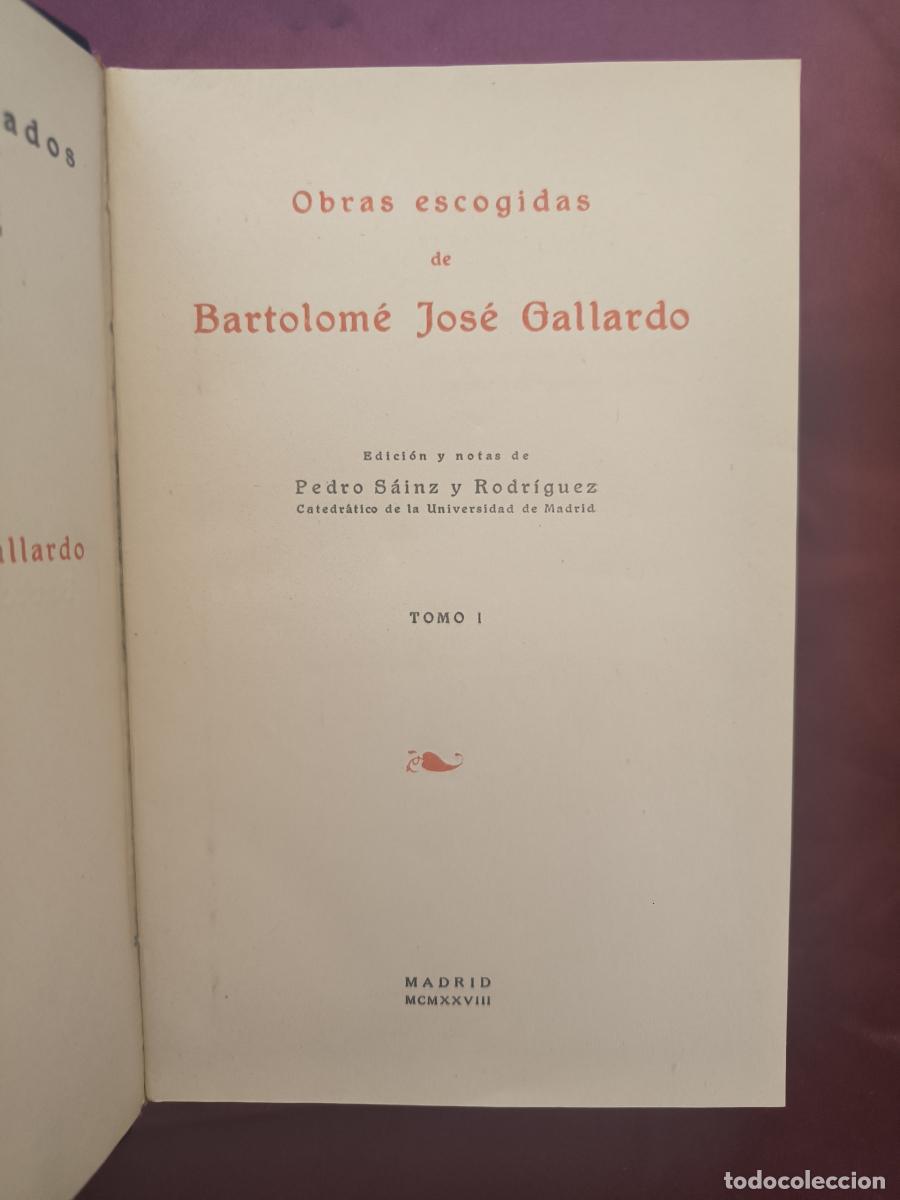 ados
allardo
Obras escogidas
de
Bartolomé José Gallardo
Edición y notas de
Pedro Sáinz y Rodríguez
Catedrático de la Universidad de Madrid
TOMO I
MADRID
MCMXXVIII
todocoleccion